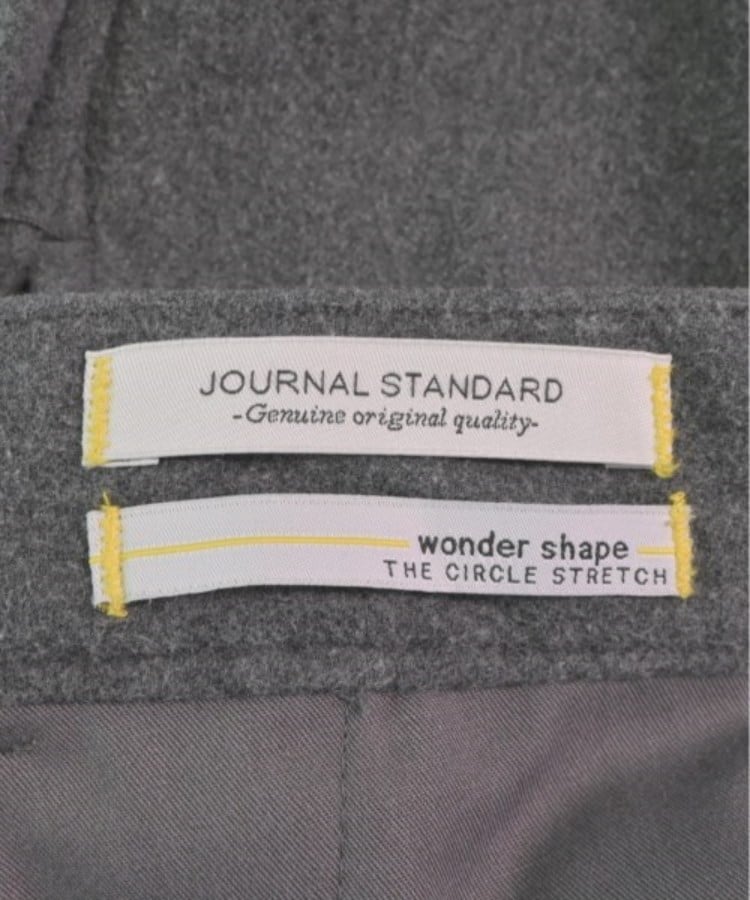 JOURNAL STANDARD
-Genuine original quality-
wonder shape
THE CIRCLE STRETCH